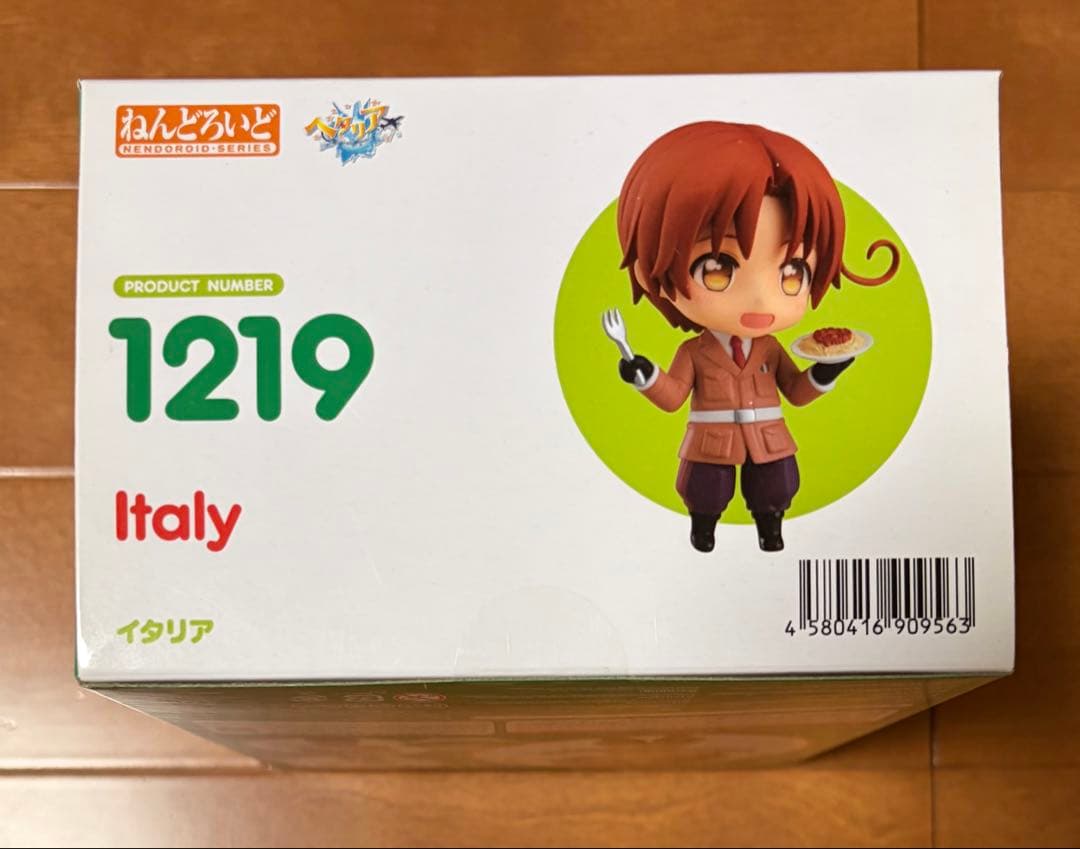 ねんどろいど
NENDOROID·SERIES
ヘタリア
PRODUCT NUMBER
1219
Italy
イタリア
4 580416 909563